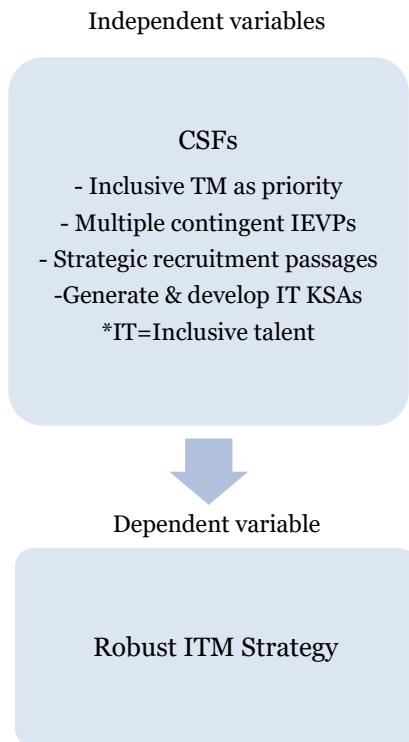 Independent variables
CSFs
- Inclusive TM as priority
- Multiple contingent IEVPs
- Strategic recruitment passages
-Generate & develop IT KSAs
*IT=Inclusive talent
Dependent variable
Robust ITM Strategy